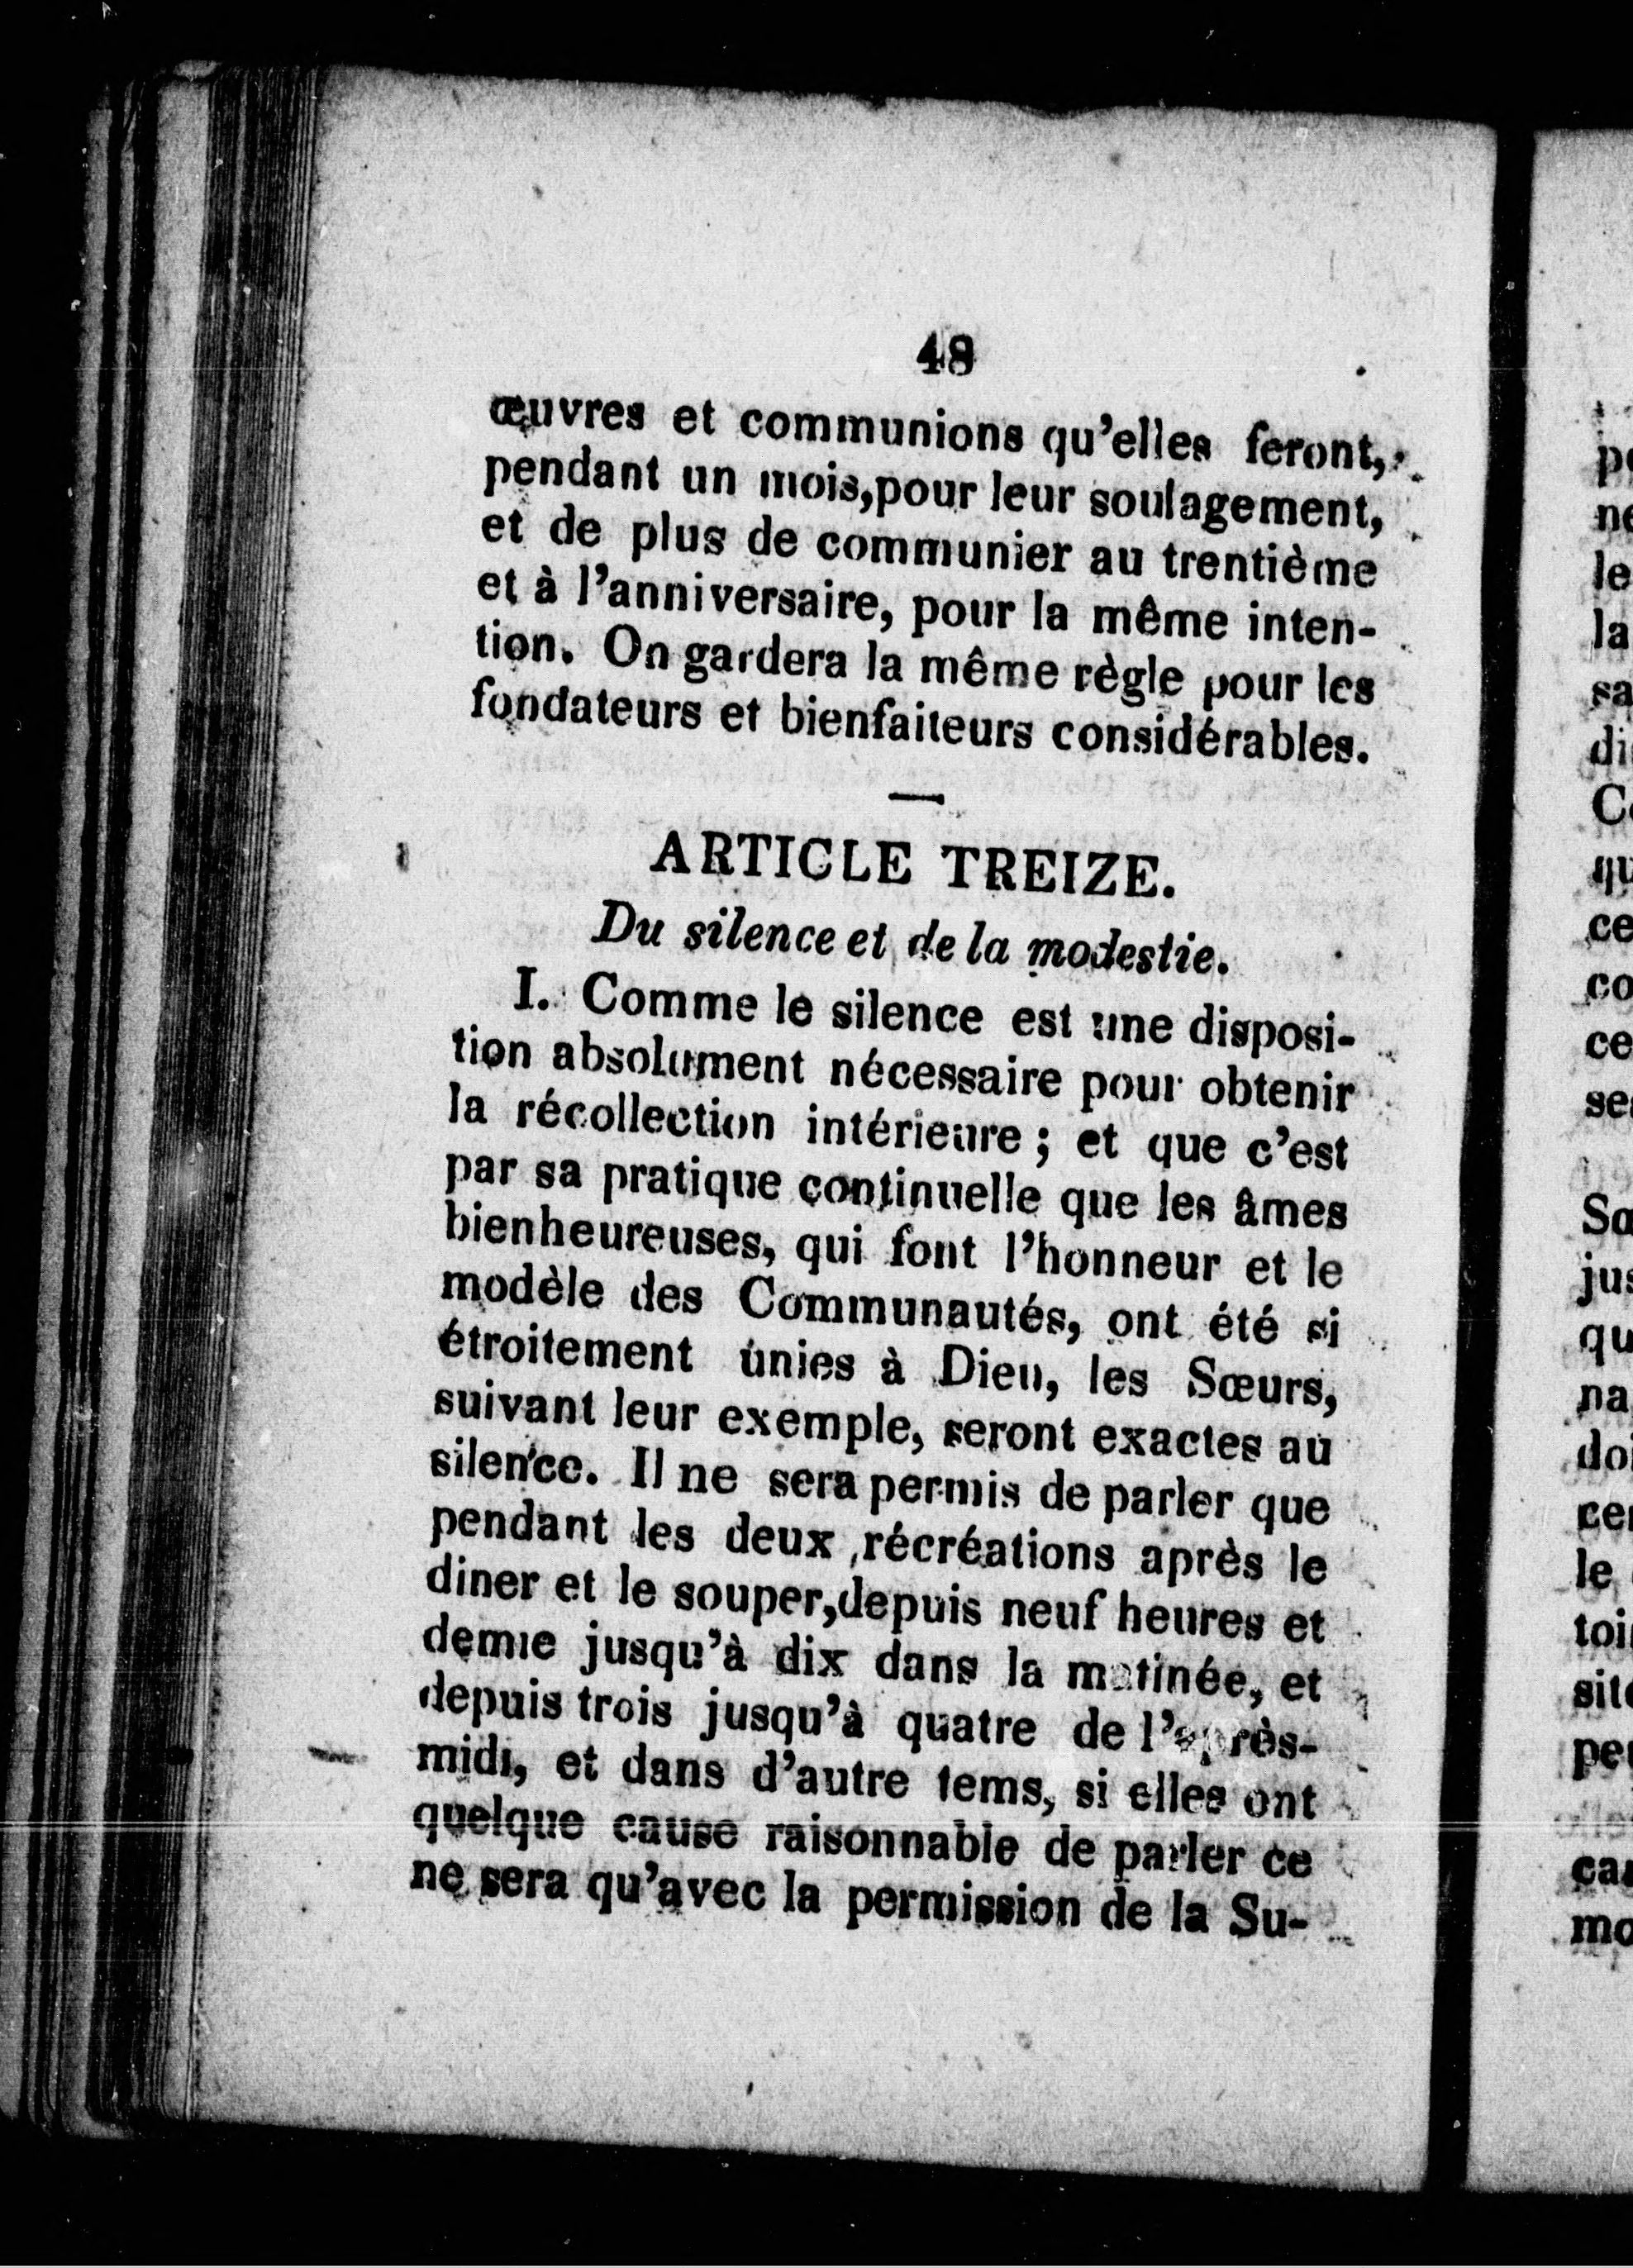 48
œuvres et communions qu'elles feront,
pendant un mois,pour leur soulagement,
et de plus de communier au trentième
et à l'anniversaire, pour la même inten-
tion. On gardera la même règle pour les
fondateurs et bienfaiteurs considérables.
ARTICLE TREIZE.
Du silence et de la modestie.
I. Comme le silence est une disposi-
tion absolument nécessaire pour obtenir
la récollection intérieure ; et que c'est
par sa pratique continuelle que les âmes
bienheureuses, qui font l'honneur et le
modèle des Communautés, ont été si
étroitement unies à Dieu, les Sœurs,
suivant leur exemple, seront exactes au
silence. Il ne sera permis de parler que
pendant les deux récréations après le
diner et le souper,depuis neuf heures et
demie jusqu'à dix dans la matinée, et
depuis trois jusqu'à quatre de l'après-
midi, et dans d'autre tems, si elles ont
quelque cause raisonnable de parler ce
ne sera qu'avec la permission de la Su-